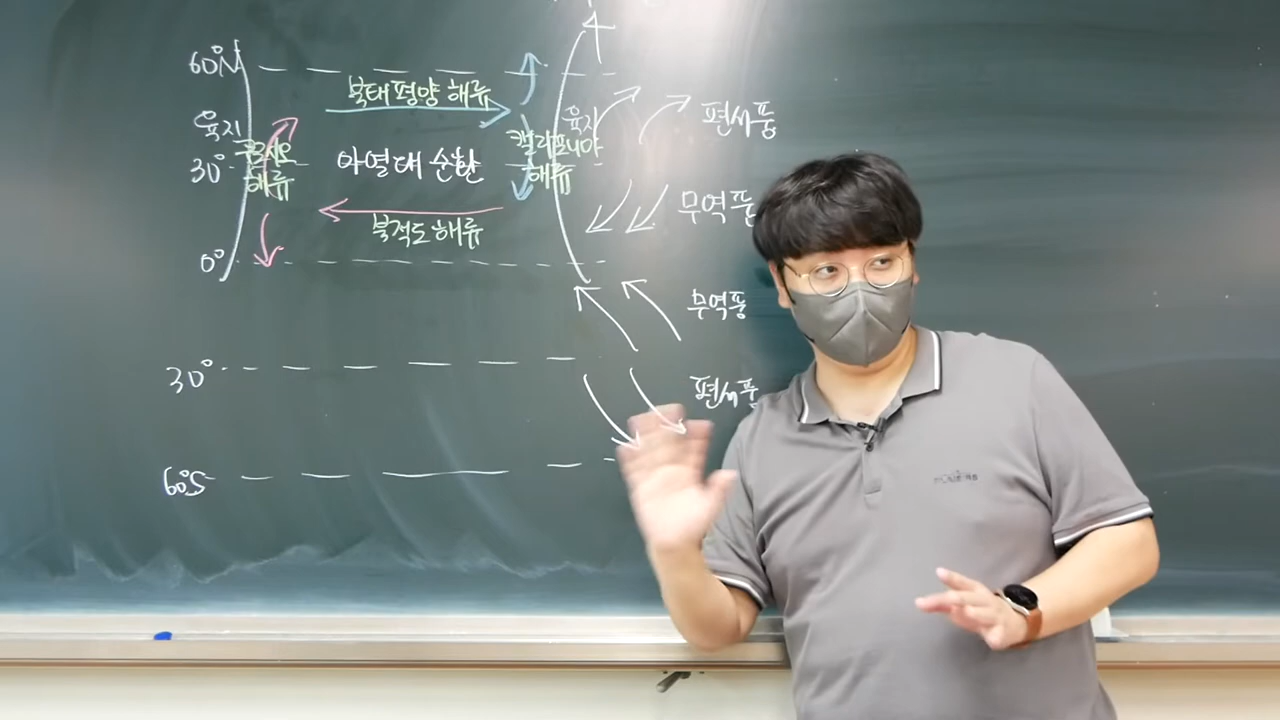 60°N
북태평양 해류
육지
육지
편서풍
쿠로시오
해류
30°
아열대 순환
캘리포니아
해류
무역풍
북적도 해류
0°
무역풍
30°
편서풍
60°S